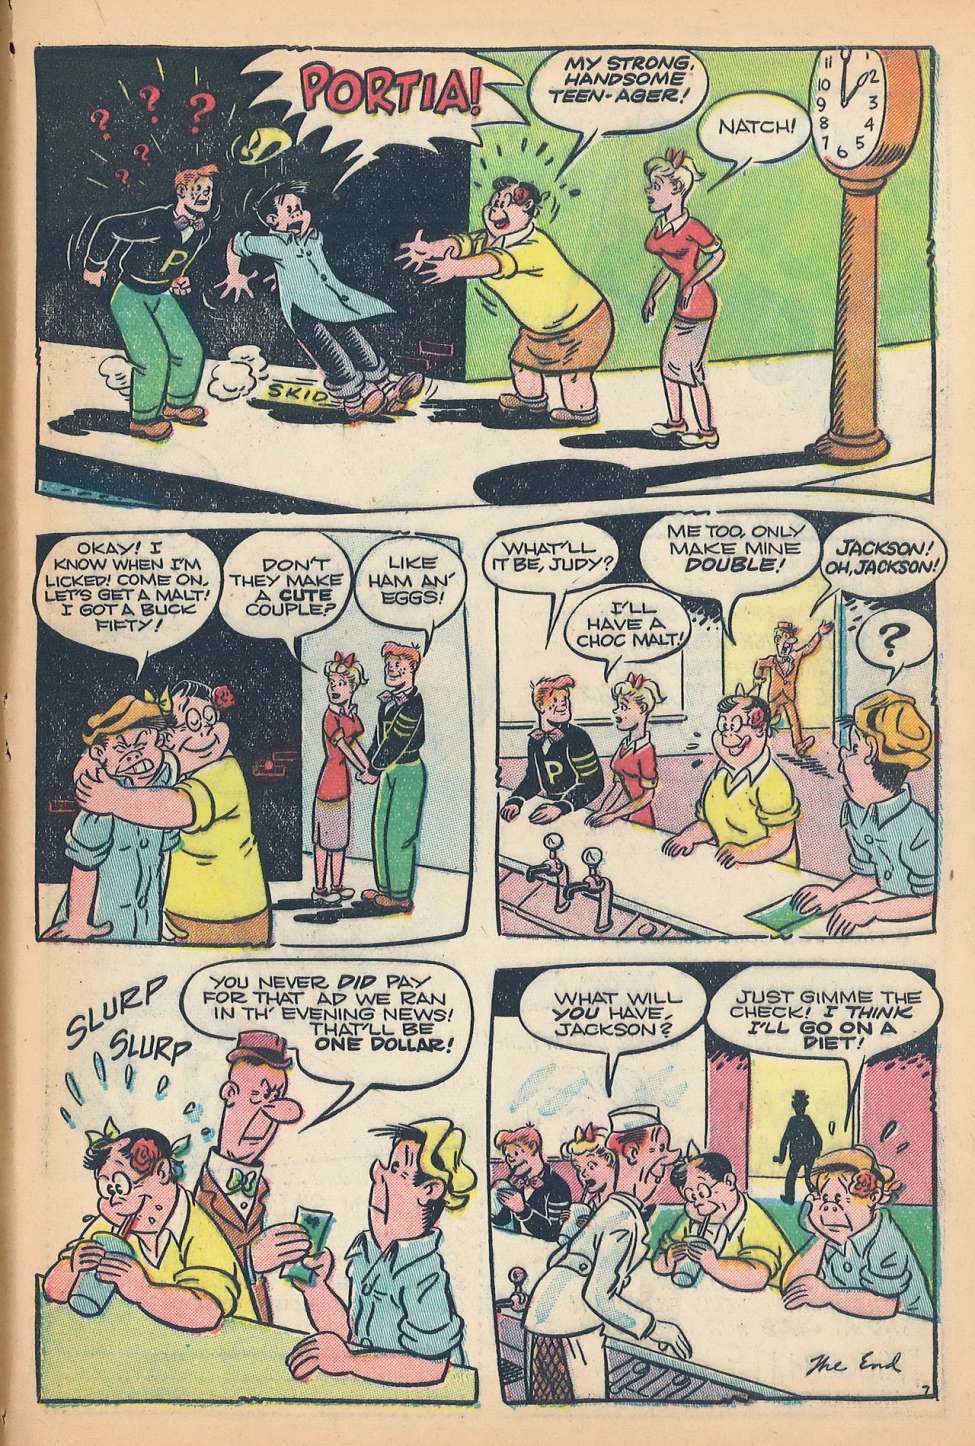 PORTIA!
MY STRONG,
HANDSOME
TEEN-AGER!
NATCH!
11 12 1
10 2
9 3
8 4
7 6 5
? ? ? ? ?
P
SKID
OKAY! I
KNOW WHEN I'M
LICKED! COME ON,
LET'S GET A MALT!
I GOT A BUCK
FIFTY!
DON'T
THEY MAKE
A CUTE
COUPLE?
LIKE
HAM AN'
EGGS!
WHAT'LL
IT BE, JUDY?
I'LL
HAVE A
CHOC MALT!
ME TOO, ONLY
MAKE MINE
DOUBLE!
JACKSON!
OH, JACKSON!
?
P
SLURP
SLURP
YOU NEVER DID PAY
FOR THAT AD WE RAN
IN TH' EVENING NEWS!
THAT'LL BE
ONE DOLLAR!
WHAT WILL
YOU HAVE,
JACKSON?
JUST GIMME THE
CHECK! I THINK
I'LL GO ON A
DIET!
The End
7